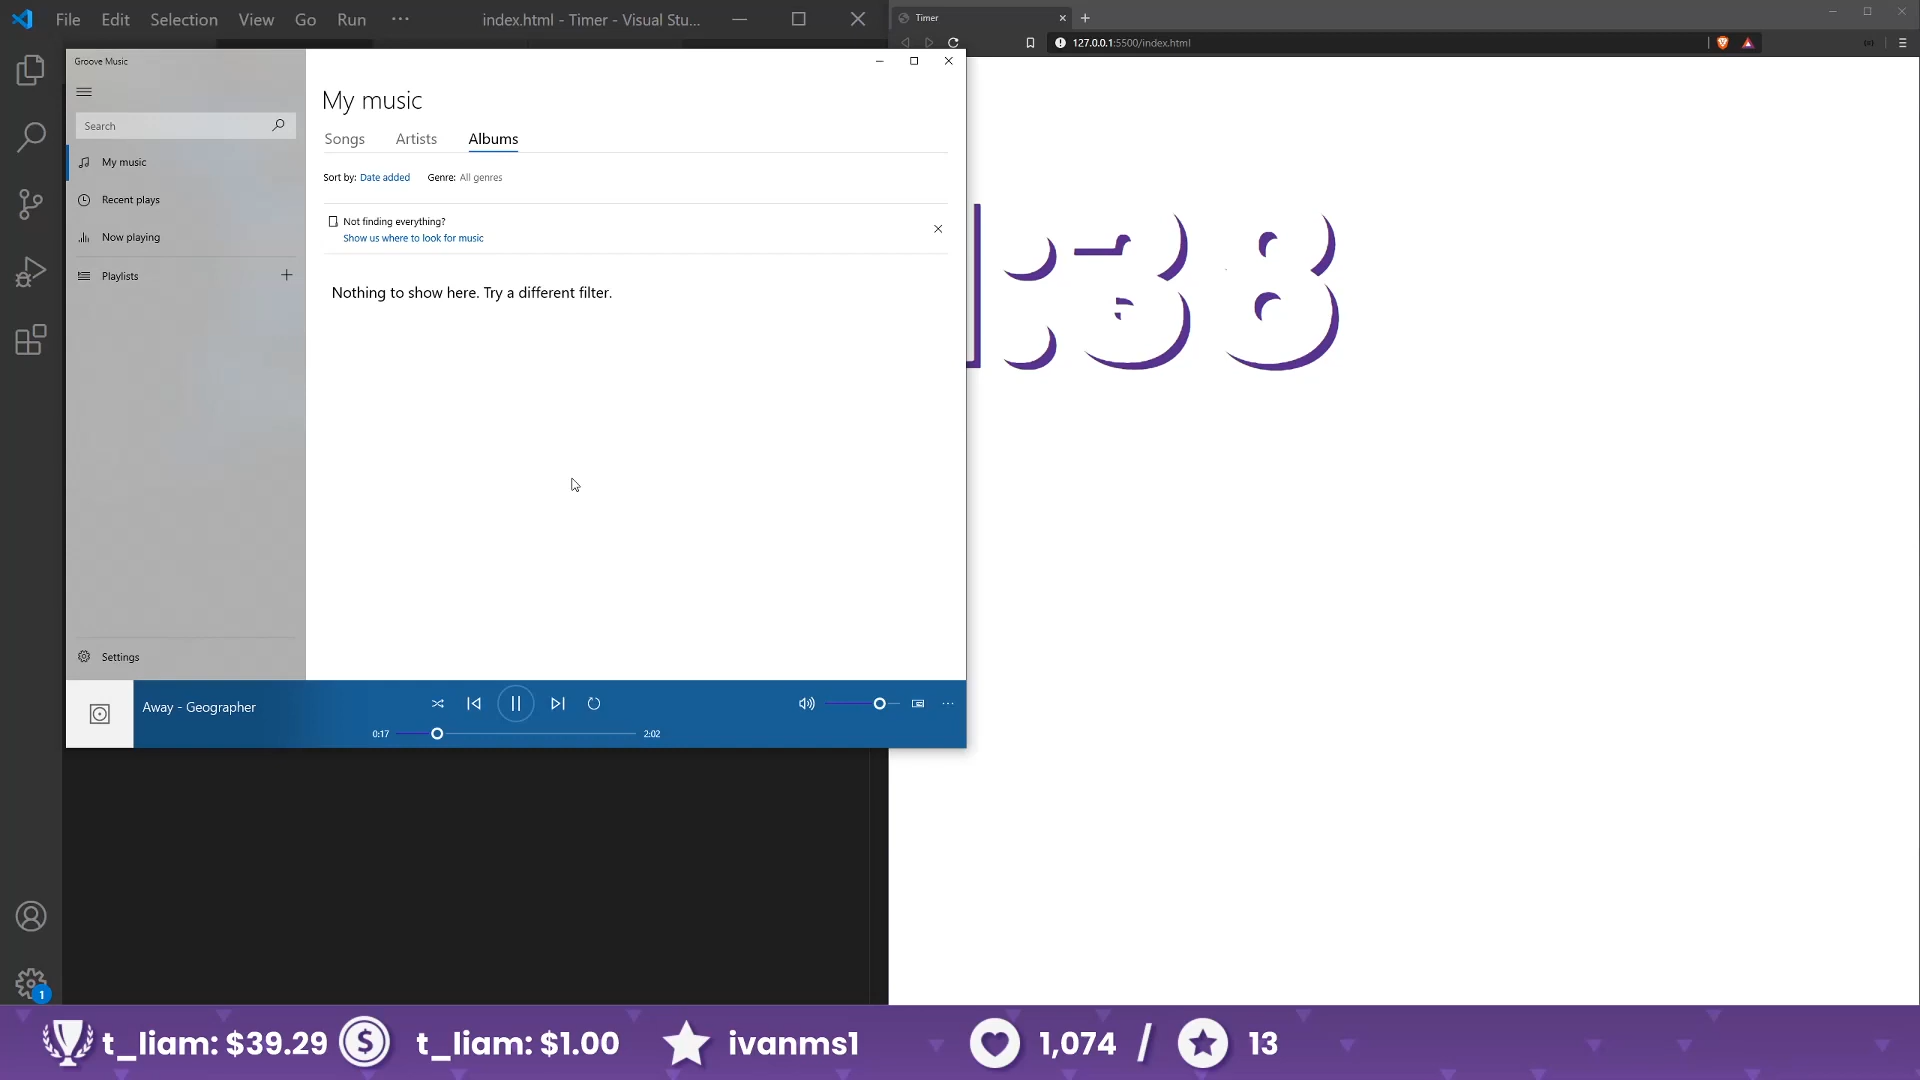 File Edit Selection View Go Run ···
index.html - Timer - Visual Stu...
Timer
127.0.0.1:5500/index.html
Groove Music
Search
My music
Recent plays
Now playing
Playlists
Settings
My music
Songs Artists Albums
Sort by: Date added Genre: All genres
Not finding everything?
Show us where to look for music
Nothing to show here. Try a different filter.
:38
Away - Geographer
0:17 2:02
1
t_liam: $39.29 $ t_liam: $1.00 ivanms1 1,074 / 13